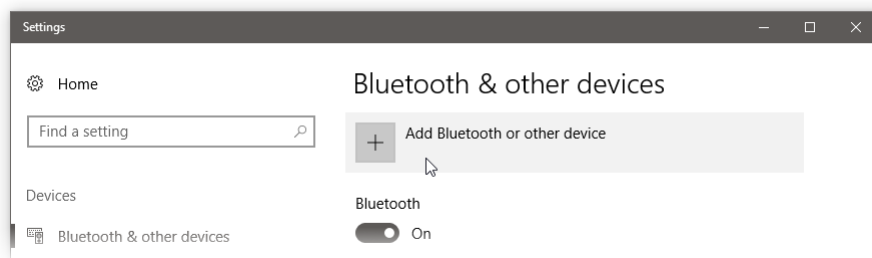 Settings
Home
Find a setting
Devices
Bluetooth & other devices
Bluetooth & other devices
Add Bluetooth or other device
Bluetooth
On